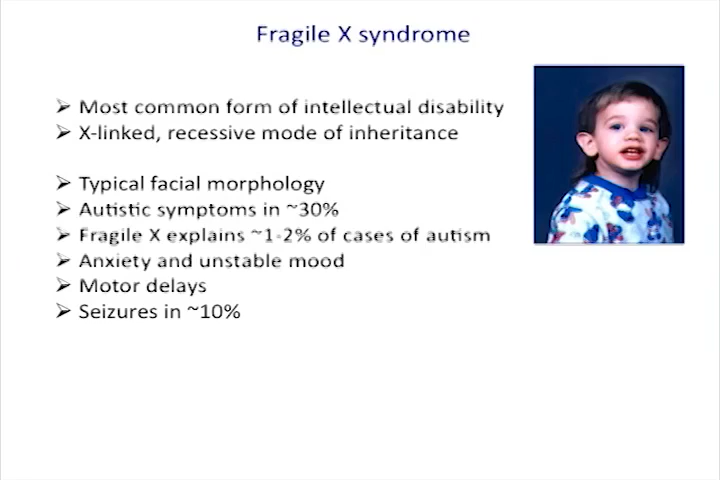 Fragile X syndrome
➢ Most common form of intellectual disability
➢ X-linked, recessive mode of inheritance
➢ Typical facial morphology
➢ Autistic symptoms in ~30%
➢ Fragile X explains ~1-2% of cases of autism
➢ Anxiety and unstable mood
➢ Motor delays
➢ Seizures in ~10%